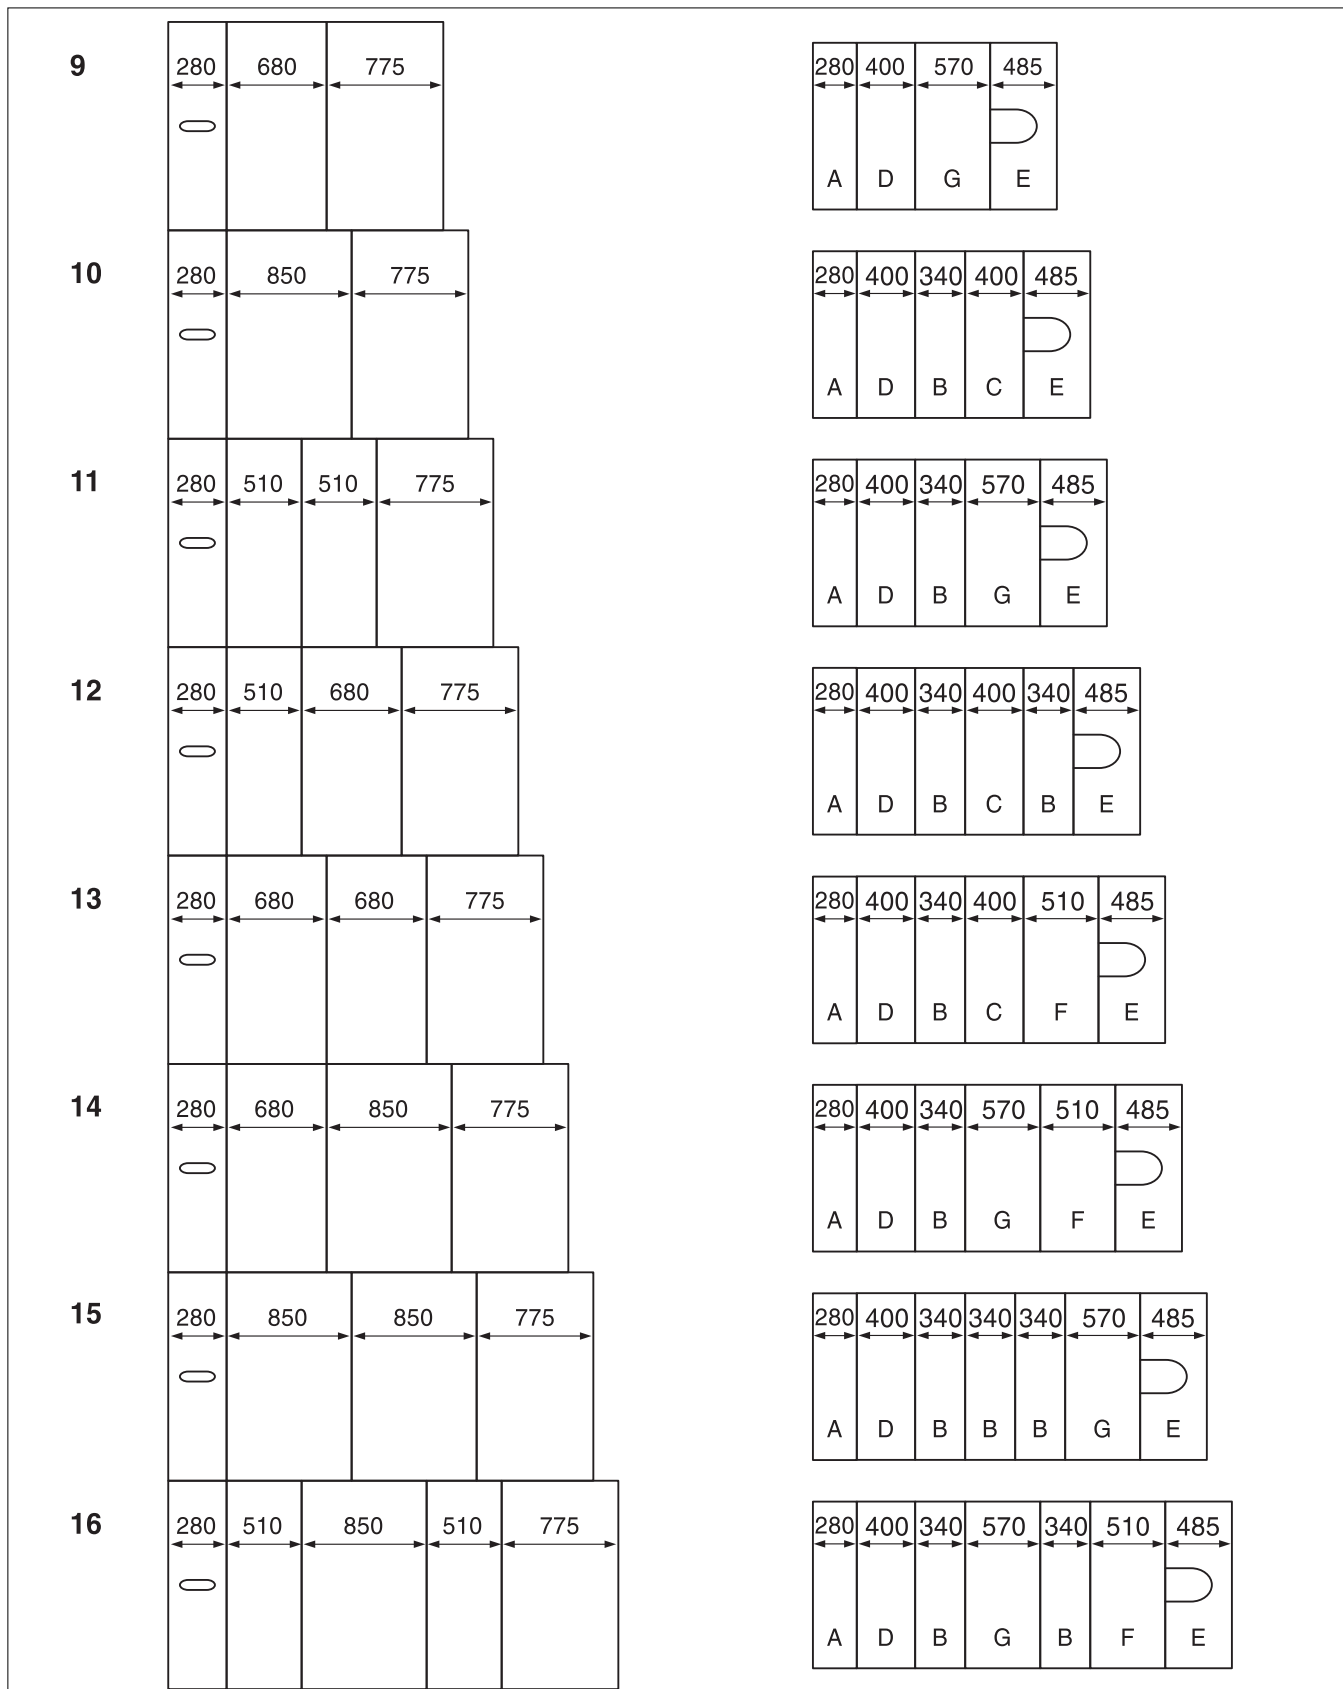 9 280 680 775 280 400 570 485
A D G E
10 280 850 775 280 400 340 400 485
A D B C E
11 280 510 510 775 280 400 340 570 485
A D B G E
12 280 510 680 775 280 400 340 400 340 485
A D B C B E
13 280 680 680 775 280 400 340 400 510 485
A D B C F E
14 280 680 850 775 280 400 340 570 510 485
A D B G F E
15 280 850 850 775 280 400 340 340 340 570 485
A D B B B G E
16 280 510 850 510 775 280 400 340 570 340 510 485
A D B G B F E